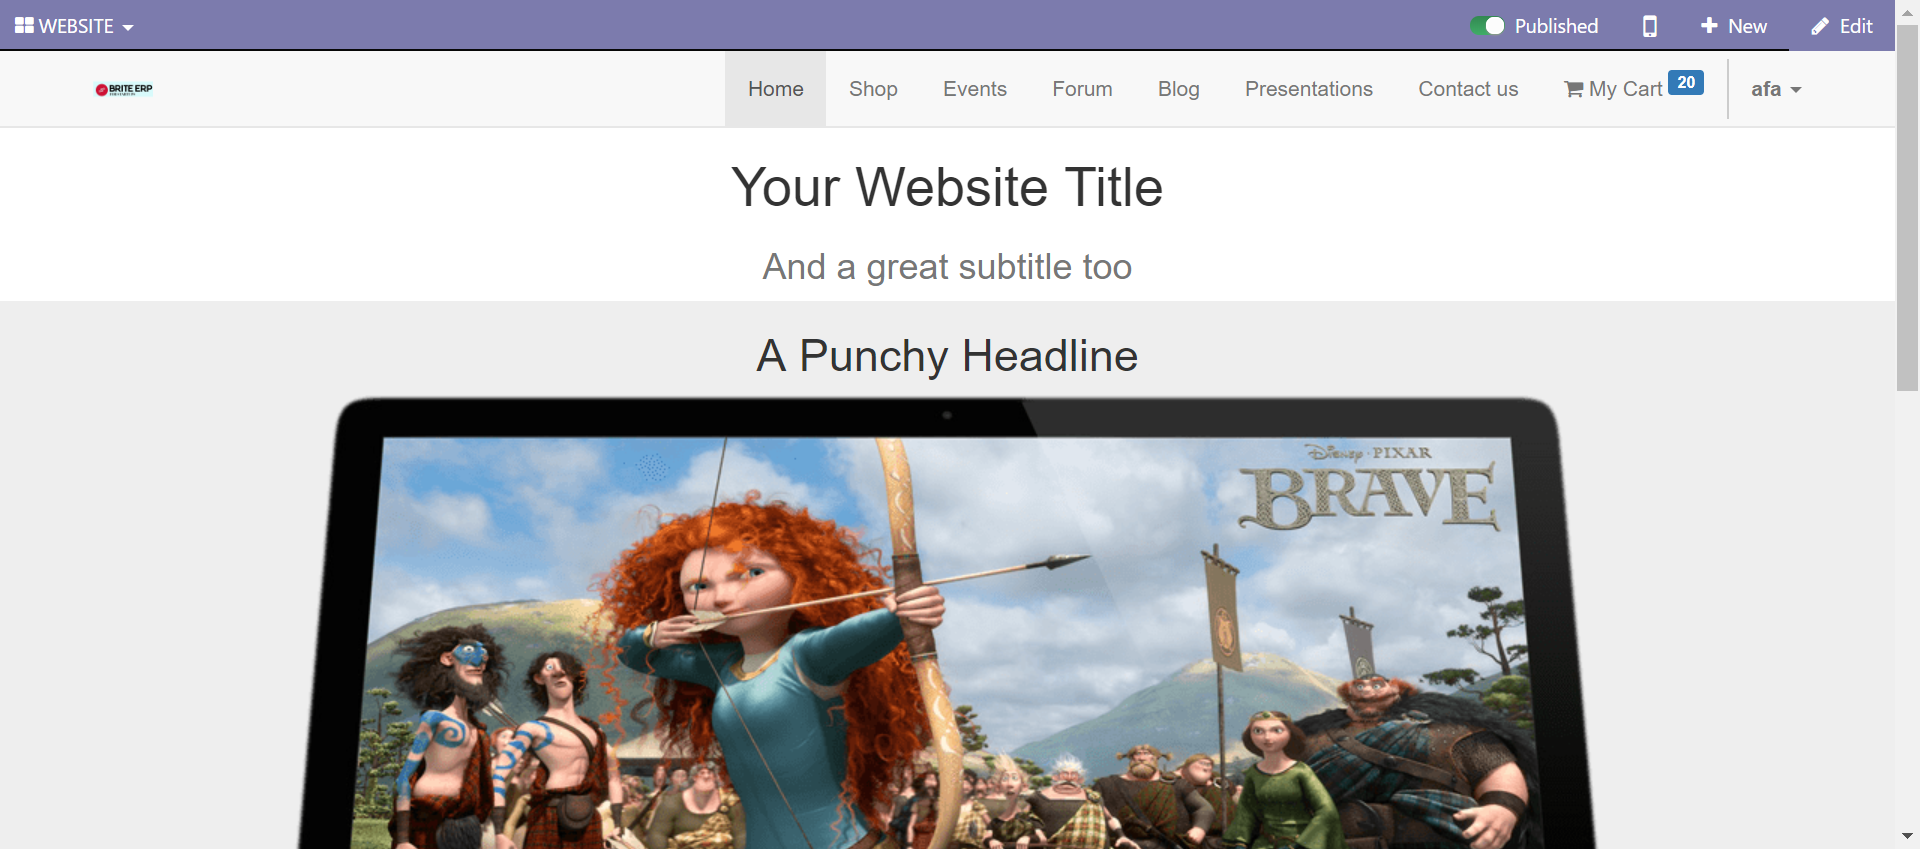 WEBSITE
Published
New
Edit
BRITE ERP
Home
Shop
Events
Forum
Blog
Presentations
Contact us
My Cart 20
afa
Your Website Title
And a great subtitle too
A Punchy Headline
Disney · PIXAR
BRAVE